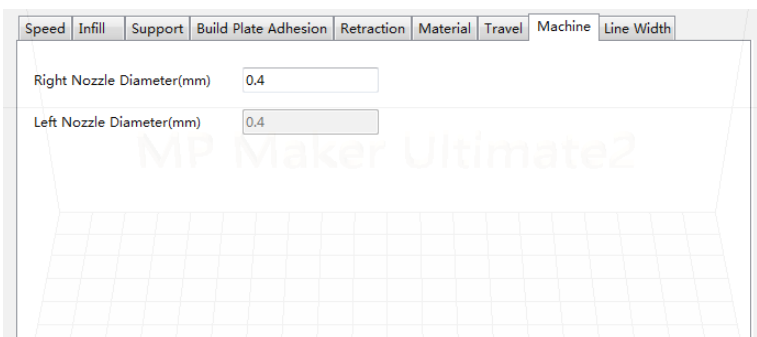 Speed Infill Support Build Plate Adhesion Retraction Material Travel Machine Line Width
Right Nozzle Diameter(mm) 0.4
Left Nozzle Diameter(mm) 0.4
MP Maker Ultimate2